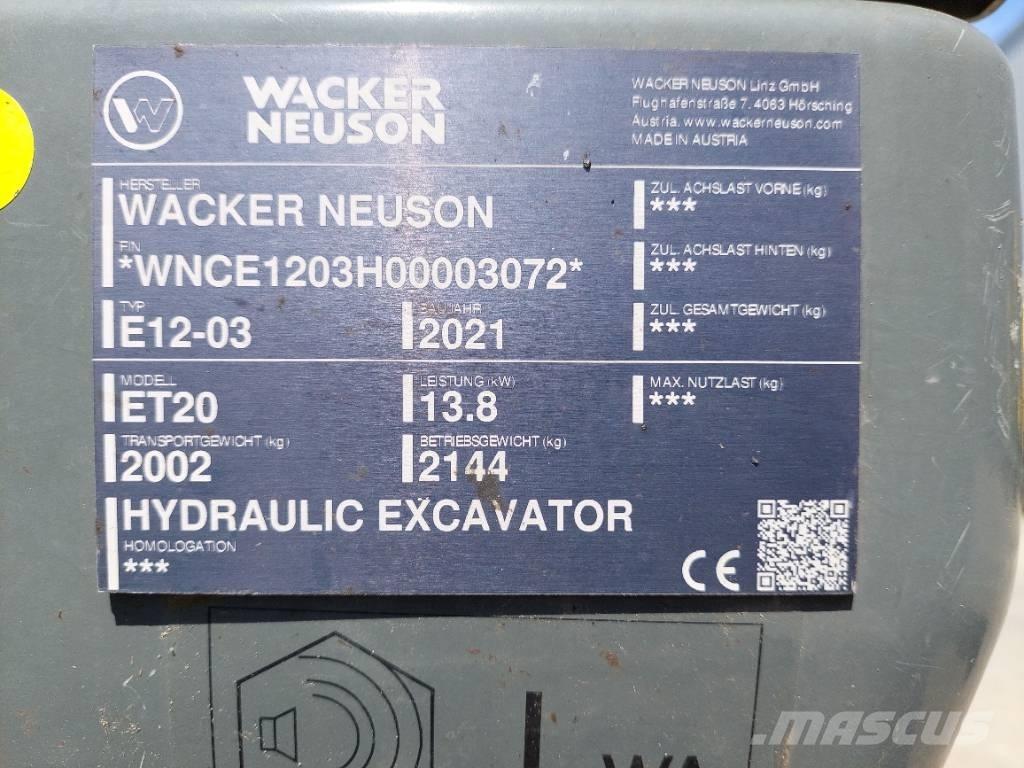 WACKER
NEUSON
WACKER NEUSON Linz GmbH
Flughafenstraße 7, 4063 Hörsching
Austria, www.wackerneuson.com
MADE IN AUSTRIA
HERSTELLER
WACKER NEUSON
FIN
*WNCE1203H00003072*
TYP
E12-03
BAUJAHR
2021
ZUL. ACHSLAST VORNE (kg)
***
ZUL. ACHSLAST HINTEN (kg)
***
ZUL. GESAMTGEWICHT (kg)
***
MODELL
ET20
LEISTUNG (kW)
13.8
MAX. NUTZLAST (kg)
***
TRANSPORTGEWICHT (kg)
2002
BETRIEBSGEWICHT (kg)
2144
HYDRAULIC EXCAVATOR
HOMOLOGATION
***
CE
WA
MASCUS